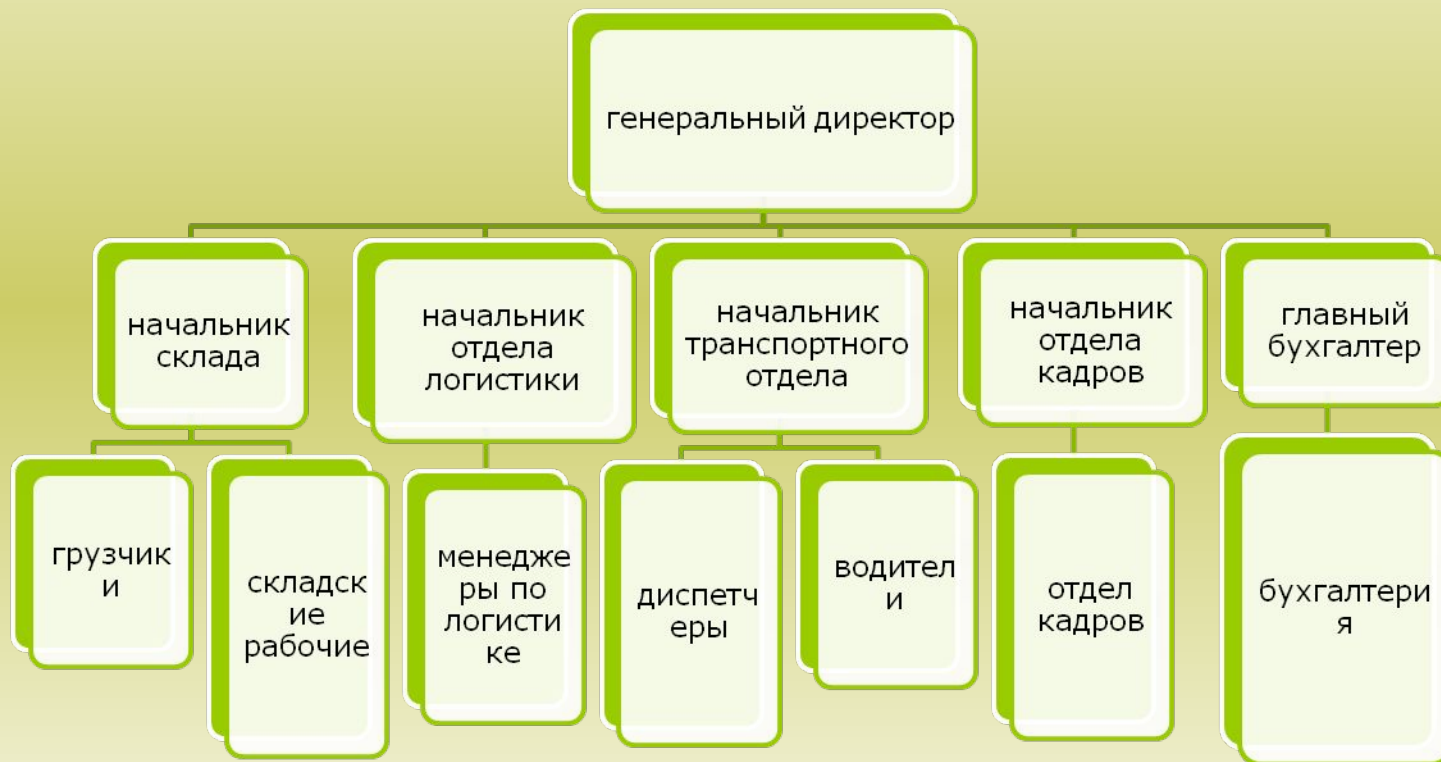 генеральный директор
начальник
склада
начальник
отдела
логистики
начальник
транспортного
отдела
начальник
отдела
кадров
главный
бухгалтер
грузчик
и
складск
ие
рабочие
менедже
ры по
логисти
ке
диспетч
еры
водител
и
отдел
кадров
бухгалтери
я